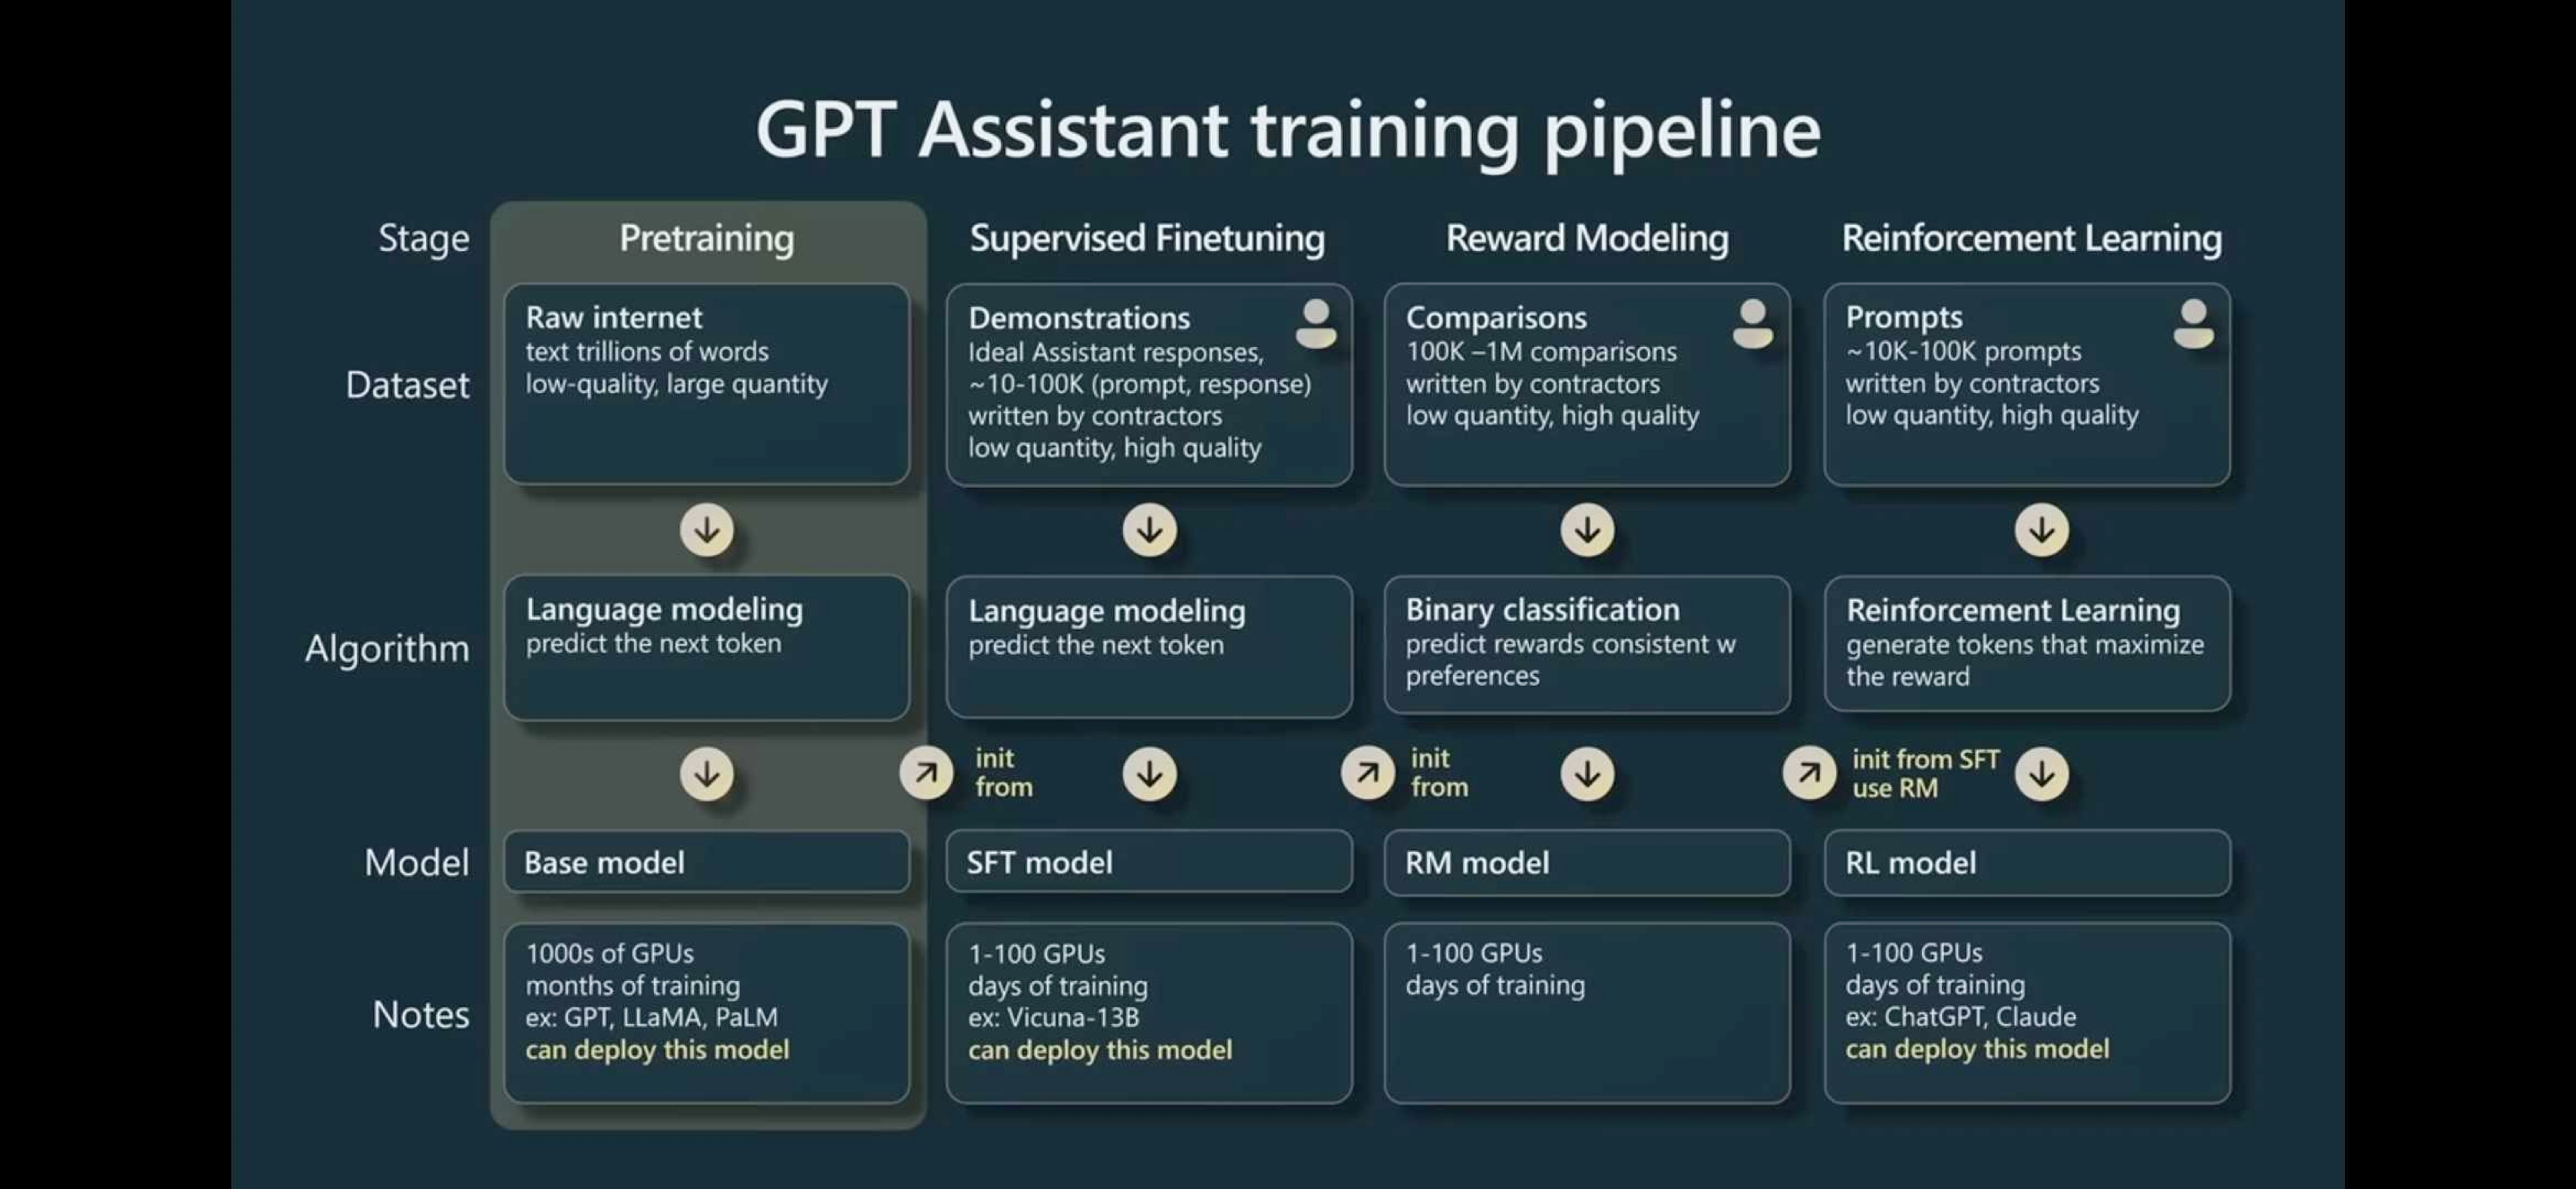 GPT Assistant training pipeline
Stage
Pretraining
Supervised Finetuning
Reward Modeling
Reinforcement Learning
Dataset
Raw internet
text trillions of words
low-quality, large quantity
Demonstrations
Ideal Assistant responses,
~10-100K (prompt, response)
written by contractors
low quantity, high quality
Comparisons
100K –1M comparisons
written by contractors
low quantity, high quality
Prompts
~10K-100K prompts
written by contractors
low quantity, high quality
Algorithm
Language modeling
predict the next token
Language modeling
predict the next token
Binary classification
predict rewards consistent w
preferences
Reinforcement Learning
generate tokens that maximize
the reward
init
from
init
from
init from SFT
use RM
Model
Base model
SFT model
RM model
RL model
Notes
1000s of GPUs
months of training
ex: GPT, LLaMA, PaLM
can deploy this model
1-100 GPUs
days of training
ex: Vicuna-13B
can deploy this model
1-100 GPUs
days of training
1-100 GPUs
days of training
ex: ChatGPT, Claude
can deploy this model